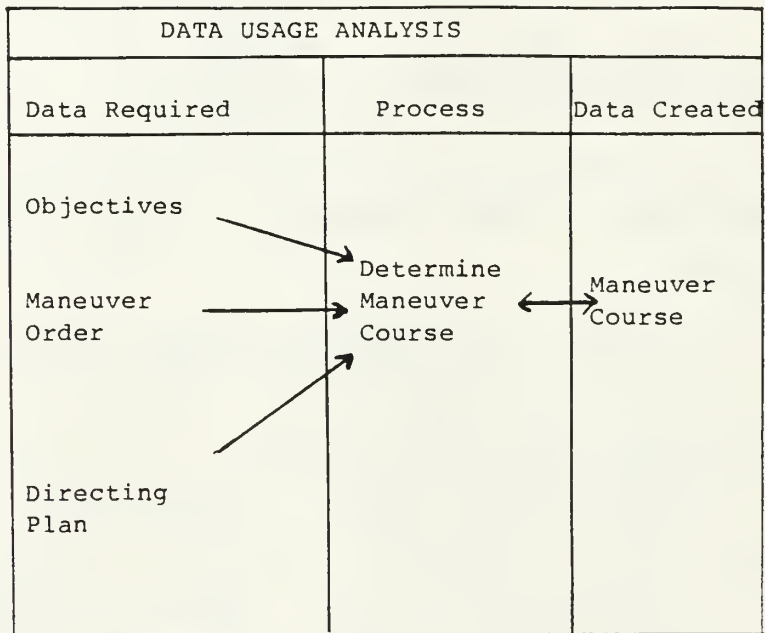 DATA USAGE ANALYSIS
Data Required
Process
Data Created
Objectives
Maneuver
Order
Directing
Plan
Determine
Maneuver
Course
Maneuver
Course